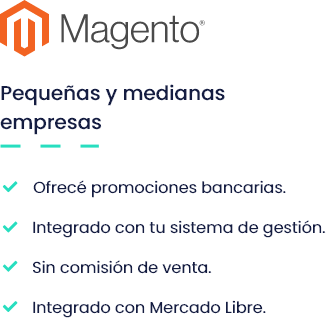 Magento®
Pequeñas y medianas
empresas
Ofrecé promociones bancarias.
Integrado con tu sistema de gestión.
Sin comisión de venta.
Integrado con Mercado Libre.